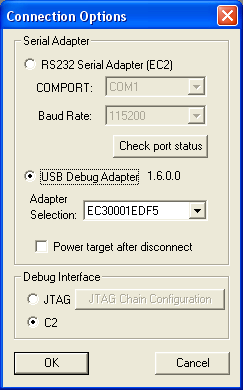 Connection Options
Serial Adapter
RS232 Serial Adapter (EC2)
COMPORT: COM1
Baud Rate: 115200
Check port status
USB Debug Adapter 1.6.0.0
Adapter
Selection: EC30001EDF5
Power target after disconnect
Debug Interface
JTAG JTAG Chain Configuration
C2
OK Cancel